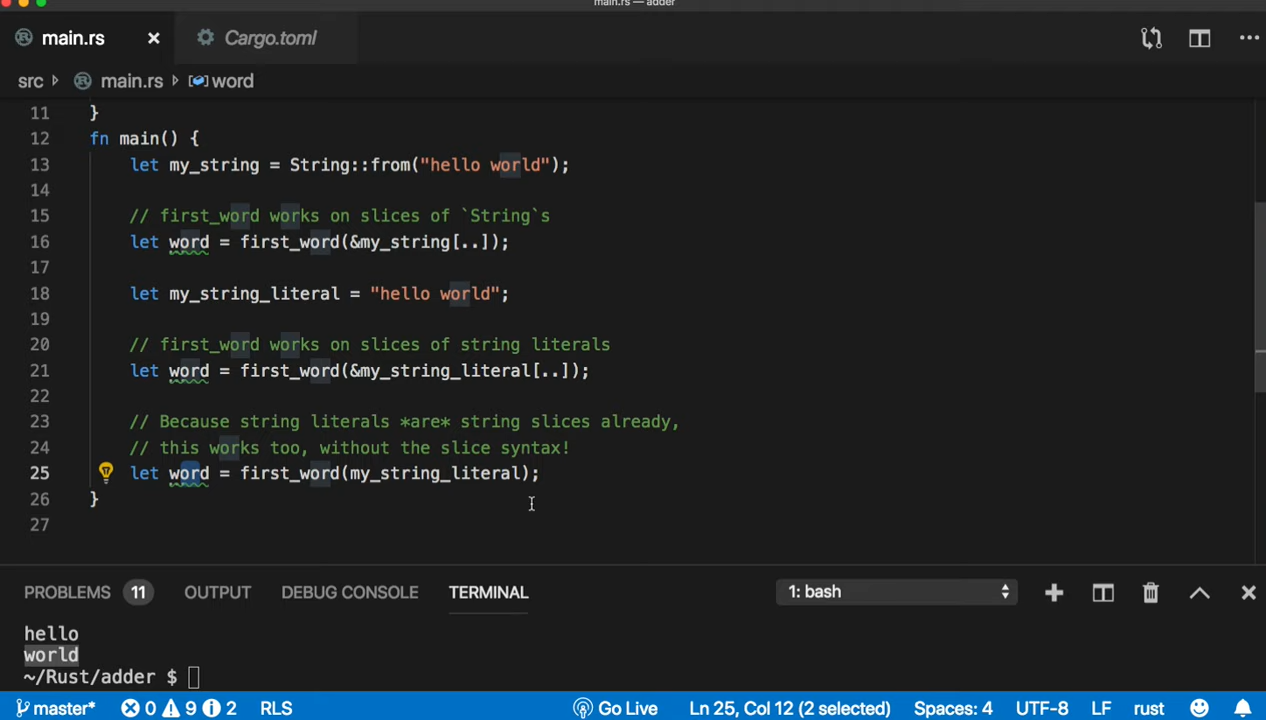 main.rs — adder
main.rs Cargo.toml
src main.rs word
11 }
12 fn main() {
13 let my_string = String::from("hello world");
14
15 // first_word works on slices of `String`s
16 let word = first_word(&my_string[..]);
17
18 let my_string_literal = "hello world";
19
20 // first_word works on slices of string literals
21 let word = first_word(&my_string_literal[..]);
22
23 // Because string literals *are* string slices already,
24 // this works too, without the slice syntax!
25 let word = first_word(my_string_literal);
26 }
27
PROBLEMS 11 OUTPUT DEBUG CONSOLE TERMINAL 1: bash
hello
world
~/Rust/adder $
master* 0 9 2 RLS Go Live Ln 25, Col 12 (2 selected) Spaces: 4 UTF-8 LF rust